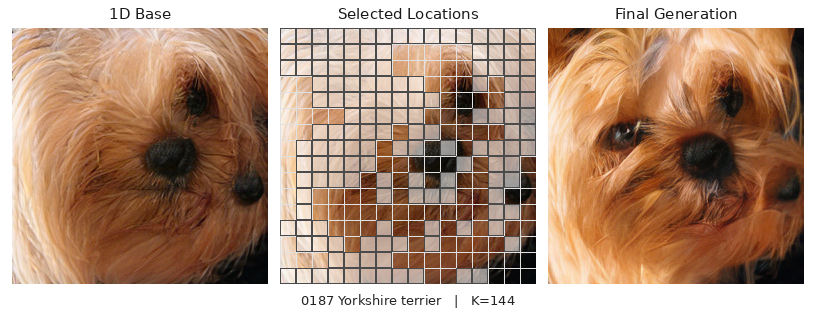 1D Base
Selected Locations
Final Generation
0187 Yorkshire terrier | K=144